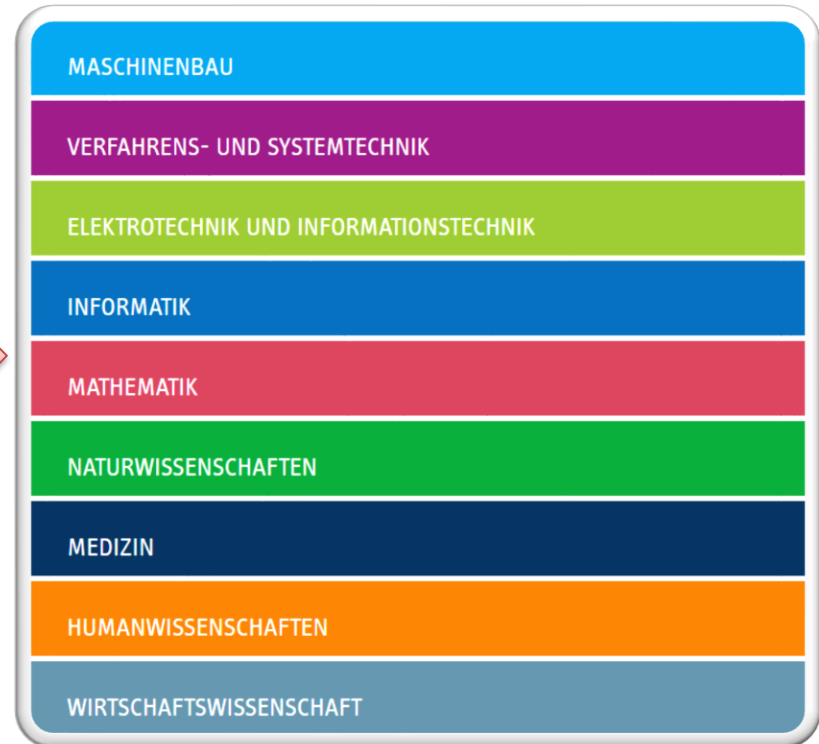 MASCHINENBAU
VERFAHRENS- UND SYSTEMTECHNIK
ELEKTROTECHNIK UND INFORMATIONSTECHNIK
INFORMATIK
MATHEMATIK
NATURWISSENSCHAFTEN
MEDIZIN
HUMANWISSENSCHAFTEN
WIRTSCHAFTSWISSENSCHAFT